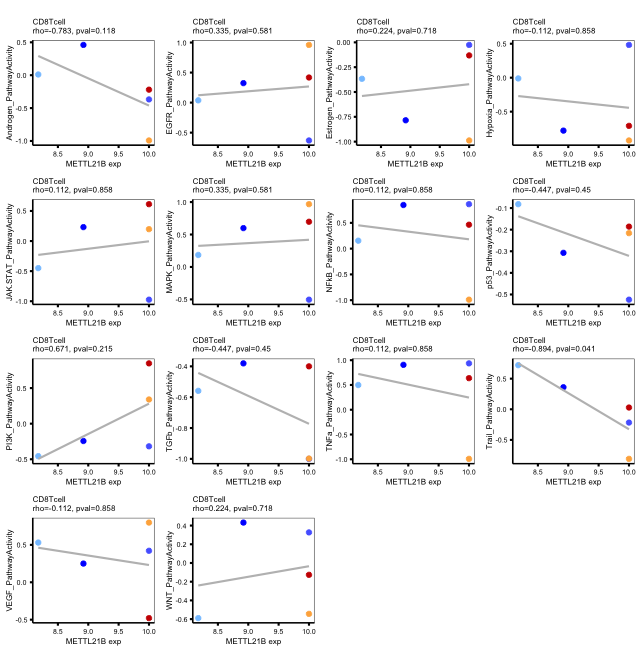 CD8Tcell
rho=-0.783, pval=0.118
Androgen_PathwayActivity
0.5
0.0
-0.5
-1.0
8.5 9.0 9.5 10.0
METTL21B exp
CD8Tcell
rho=0.335, pval=0.581
EGFR_PathwayActivity
1.0
0.5
0.0
-0.5
8.5 9.0 9.5 10.0
METTL21B exp
CD8Tcell
rho=0.224, pval=0.718
Estrogen_PathwayActivity
0.00
-0.25
-0.50
-0.75
-1.00
8.5 9.0 9.5 10.0
METTL21B exp
CD8Tcell
rho=-0.112, pval=0.858
Hypoxia_PathwayActivity
0.5
0.0
-0.5
8.5 9.0 9.5 10.0
METTL21B exp
CD8Tcell
rho=0.112, pval=0.858
JAK.STAT_PathwayActivity
0.5
0.0
-0.5
-1.0
8.5 9.0 9.5 10.0
METTL21B exp
CD8Tcell
rho=0.335, pval=0.581
MAPK_PathwayActivity
1.0
0.5
0.0
-0.5
8.5 9.0 9.5 10.0
METTL21B exp
CD8Tcell
rho=0.112, pval=0.858
NFkB_PathwayActivity
0.5
0.0
-0.5
-1.0
8.5 9.0 9.5 10.0
METTL21B exp
CD8Tcell
rho=-0.447, pval=0.45
p53_PathwayActivity
-0.1
-0.2
-0.3
-0.4
-0.5
8.5 9.0 9.5 10.0
METTL21B exp
CD8Tcell
rho=0.671, pval=0.215
PI3K_PathwayActivity
0.5
0.0
-0.5
8.5 9.0 9.5 10.0
METTL21B exp
CD8Tcell
rho=-0.447, pval=0.45
TGFb_PathwayActivity
-0.4
-0.6
-0.8
-1.0
8.5 9.0 9.5 10.0
METTL21B exp
CD8Tcell
rho=0.112, pval=0.858
TNFa_PathwayActivity
1.0
0.5
0.0
-0.5
-1.0
8.5 9.0 9.5 10.0
METTL21B exp
CD8Tcell
rho=-0.894, pval=0.041
Trail_PathwayActivity
0.5
0.0
-0.5
8.5 9.0 9.5 10.0
METTL21B exp
CD8Tcell
rho=-0.112, pval=0.858
VEGF_PathwayActivity
0.5
0.0
-0.5
8.5 9.0 9.5 10.0
METTL21B exp
CD8Tcell
rho=0.224, pval=0.718
WNT_PathwayActivity
0.4
0.2
0.0
-0.2
-0.4
-0.6
8.5 9.0 9.5 10.0
METTL21B exp